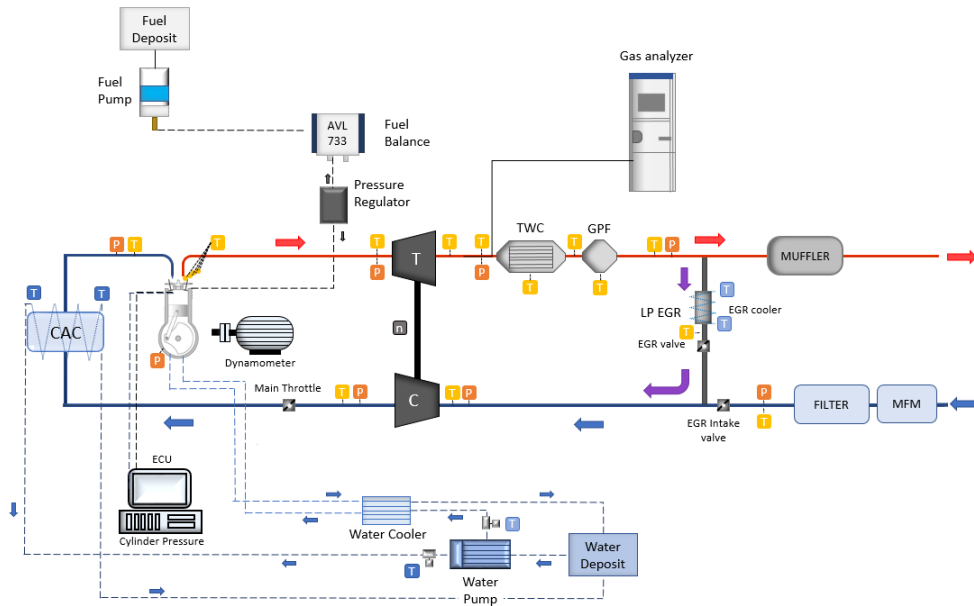 Fuel
Deposit
Gas analyzer
Fuel
Pump
AVL
733
Fuel
Balance
Pressure
Regulator
TWC
GPF
P
T
T
T
T
T
T
T
P
T
P
P
MUFFLER
T
T
T
T
T
LP EGR
EGR cooler
T
T
EGR valve
CAC
n
P
Dynamometer
Main Throttle
T
P
C
T
P
P
T
FILTER
MFM
EGR Intake
valve
ECU
Cylinder Pressure
Water Cooler
T
T
Water
Pump
Water
Deposit